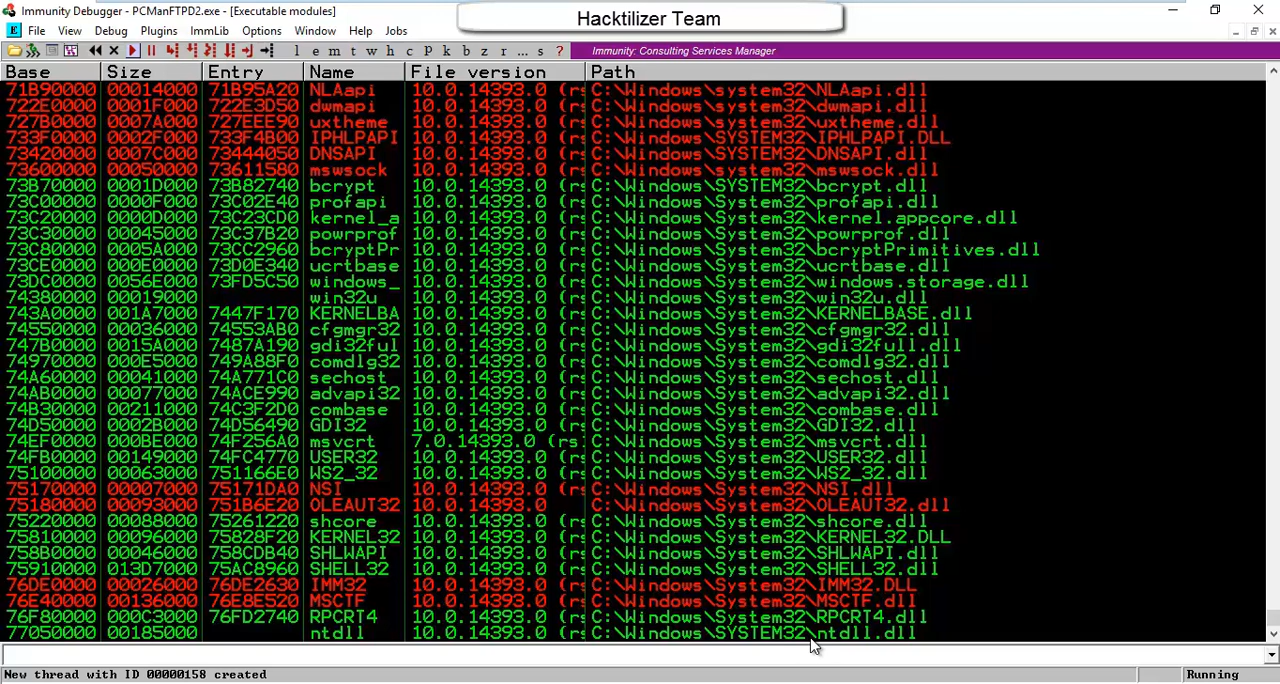 Immunity Debugger - PCManFTPD2.exe - [Executable modules]
Hacktilizer Team
E File View Debug Plugins ImmLib Options Window Help Jobs
l e m t w h c p k b z r ... s ? Immunity: Consulting Services Manager
Base Size Entry Name File version Path
71B90000 00014000 71B95A20 NLAapi 10.0.14393.0 (rs C:\Windows\system32\NLAapi.dll
722E0000 0001F000 722E3D50 dwmapi 10.0.14393.0 (rs C:\Windows\system32\dwmapi.dll
727B0000 0007A000 727EEE90 uxtheme 10.0.14393.0 (rs C:\Windows\system32\uxtheme.dll
733F0000 0002F000 733F4B00 IPHLPAPI 10.0.14393.0 (rs C:\Windows\SYSTEM32\IPHLPAPI.DLL
73420000 0007C000 73444050 DNSAPI 10.0.14393.0 (rs C:\Windows\SYSTEM32\DNSAPI.dll
73600000 00050000 73611580 mswsock 10.0.14393.0 (rs C:\Windows\system32\mswsock.dll
73B70000 0001D000 73B82740 bcrypt 10.0.14393.0 (rs C:\Windows\SYSTEM32\bcrypt.dll
73C00000 0000F000 73C02E40 profapi 10.0.14393.0 (rs C:\Windows\System32\profapi.dll
73C20000 0000D000 73C23CD0 kernel_a 10.0.14393.0 (rs C:\Windows\System32\kernel.appcore.dll
73C30000 00045000 73C37B20 powrprof 10.0.14393.0 (rs C:\Windows\System32\powrprof.dll
73C80000 0005A000 73CC2960 bcryptPr 10.0.14393.0 (rs C:\Windows\System32\bcryptPrimitives.dll
73CE0000 000E0000 73D0E340 ucrtbase 10.0.14393.0 (rs C:\Windows\System32\ucrtbase.dll
73DC0000 0056E000 73FD5C50 windows_ 10.0.14393.0 (rs C:\Windows\System32\windows.storage.dll
74380000 00019000 win32u 10.0.14393.0 (rs C:\Windows\System32\win32u.dll
743A0000 001A7000 7447F170 KERNELBA 10.0.14393.0 (rs C:\Windows\System32\KERNELBASE.dll
74550000 00036000 74553AB0 cfgmgr32 10.0.14393.0 (rs C:\Windows\System32\cfgmgr32.dll
747B0000 0015A000 7487A190 gdi32ful 10.0.14393.0 (rs C:\Windows\System32\gdi32full.dll
74970000 000E5000 749A88F0 comdlg32 10.0.14393.0 (rs C:\Windows\System32\comdlg32.dll
74A60000 00041000 74A771C0 sechost 10.0.14393.0 (rs C:\Windows\System32\sechost.dll
74AB0000 00077000 74ACE990 advapi32 10.0.14393.0 (rs C:\Windows\System32\advapi32.dll
74B30000 00211000 74C3F2D0 combase 10.0.14393.0 (rs C:\Windows\System32\combase.dll
74D50000 0002B000 74D56490 GDI32 10.0.14393.0 (rs C:\Windows\System32\GDI32.dll
74EF0000 000BE000 74F256A0 msvcrt 7.0.14393.0 (rs C:\Windows\System32\msvcrt.dll
74FB0000 00149000 74FC4770 USER32 10.0.14393.0 (rs C:\Windows\System32\USER32.dll
75100000 00063000 751166E0 WS2_32 10.0.14393.0 (rs C:\Windows\System32\WS2_32.dll
75170000 00007000 75171DA0 NSI 10.0.14393.0 (rs C:\Windows\System32\NSI.dll
75180000 00093000 751B6E20 OLEAUT32 10.0.14393.0 (rs C:\Windows\System32\OLEAUT32.dll
75220000 00088000 75261220 shcore 10.0.14393.0 (rs C:\Windows\System32\shcore.dll
75810000 00096000 75828F20 KERNEL32 10.0.14393.0 (rs C:\Windows\System32\KERNEL32.DLL
758B0000 00046000 758CDB40 SHLWAPI 10.0.14393.0 (rs C:\Windows\System32\SHLWAPI.dll
75910000 013D7000 75AC8960 SHELL32 10.0.14393.0 (rs C:\Windows\System32\SHELL32.dll
76DE0000 00026000 76DE2630 IMM32 10.0.14393.0 (rs C:\Windows\System32\IMM32.DLL
76E40000 00136000 76E8E520 MSCTF 10.0.14393.0 (rs C:\Windows\System32\MSCTF.dll
76F80000 000C3000 76FD2740 RPCRT4 10.0.14393.0 (rs C:\Windows\System32\RPCRT4.dll
77050000 00185000 ntdll 10.0.14393.0 (rs C:\Windows\SYSTEM32\ntdll.dll
New thread with ID 00000158 created
Running